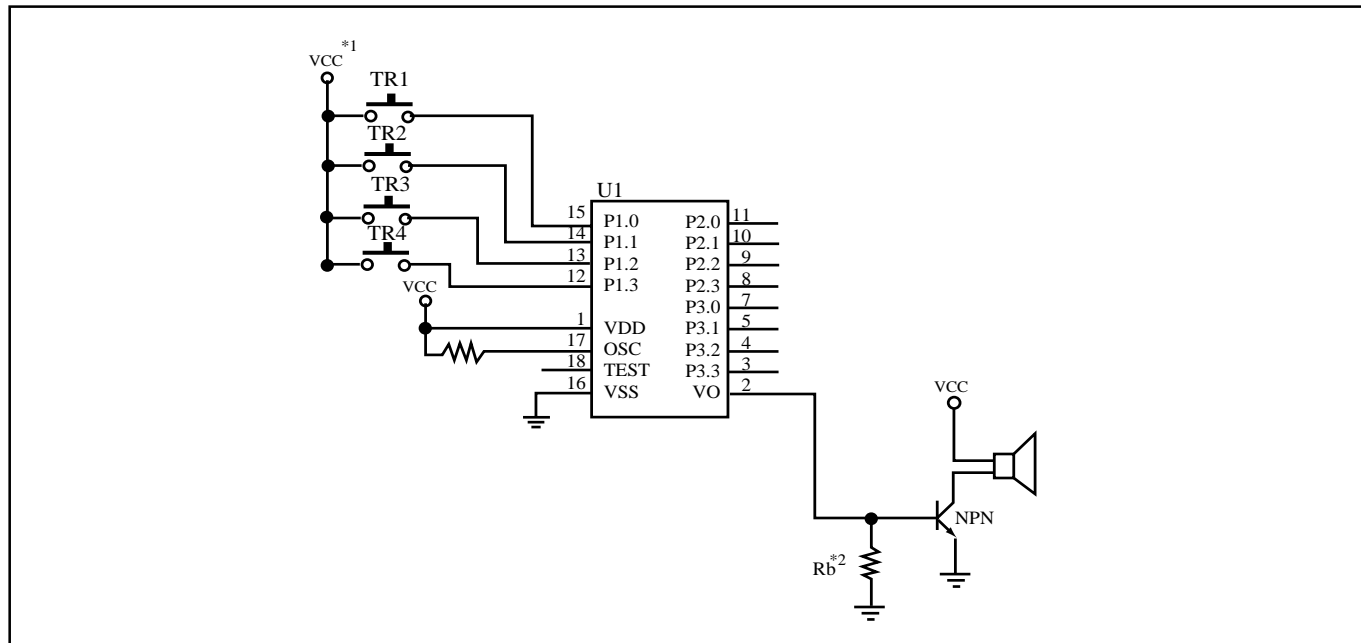 VCC *1
TR1
TR2
TR3
TR4
VCC
U1
15 P1.0 P2.0 11
14 P1.1 P2.1 10
13 P1.2 P2.2 9
12 P1.3 P2.3 8
P3.0 7
1 VDD P3.1 5
17 OSC P3.2 4
18 TEST P3.3 3
16 VSS VO 2
VCC
NPN
Rb*2